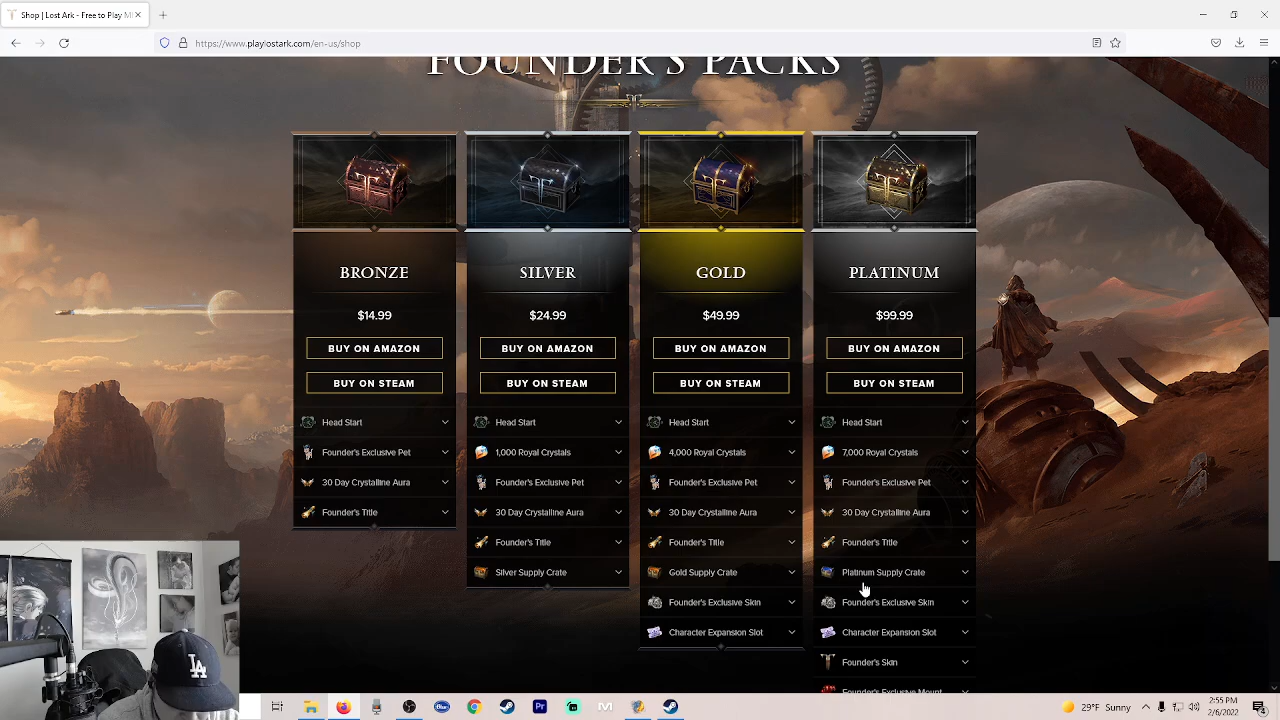 Shop | Lost Ark - Free to Play M
https://www.playlostark.com/en-us/shop
FOUNDER'S PACKS
BRONZE
$14.99
BUY ON AMAZON
BUY ON STEAM
Head Start
Founder's Exclusive Pet
30 Day Crystalline Aura
Founder's Title
SILVER
$24.99
BUY ON AMAZON
BUY ON STEAM
Head Start
1,000 Royal Crystals
Founder's Exclusive Pet
30 Day Crystalline Aura
Founder's Title
Silver Supply Crate
GOLD
$49.99
BUY ON AMAZON
BUY ON STEAM
Head Start
4,000 Royal Crystals
Founder's Exclusive Pet
30 Day Crystalline Aura
Founder's Title
Gold Supply Crate
Founder's Exclusive Skin
Character Expansion Slot
PLATINUM
$99.99
BUY ON AMAZON
BUY ON STEAM
Head Start
7,000 Royal Crystals
Founder's Exclusive Pet
30 Day Crystalline Aura
Founder's Title
Platinum Supply Crate
Founder's Exclusive Skin
Character Expansion Slot
Founder's Skin
Founder's Exclusive Mount
LA
Pr
29°F Sunny
2:55 PM
2/6/2022